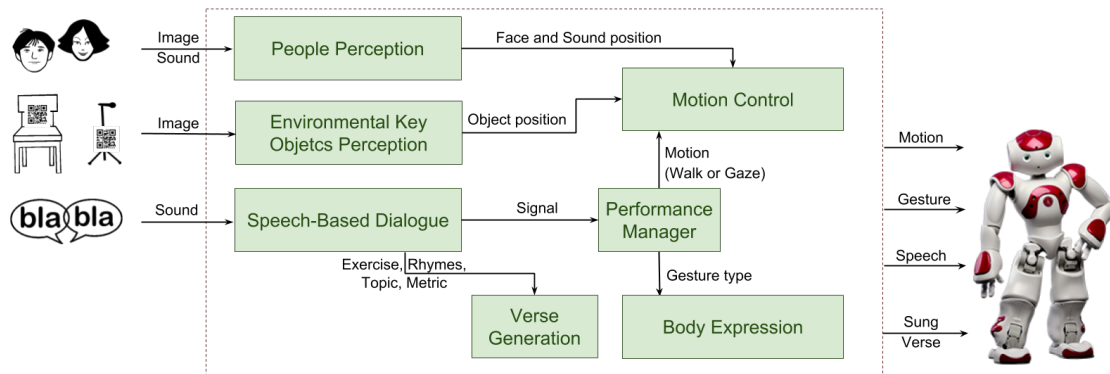 Image
Sound
People Perception
Face and Sound position
Motion Control
Image
Environmental Key
Objetcs Perception
Object position
Motion
(Walk or Gaze)
bla bla
Sound
Speech-Based Dialogue
Signal
Performance
Manager
Exercise, Rhymes,
Topic, Metric
Gesture type
Verse
Generation
Body Expression
Motion
Gesture
Speech
Sung
Verse